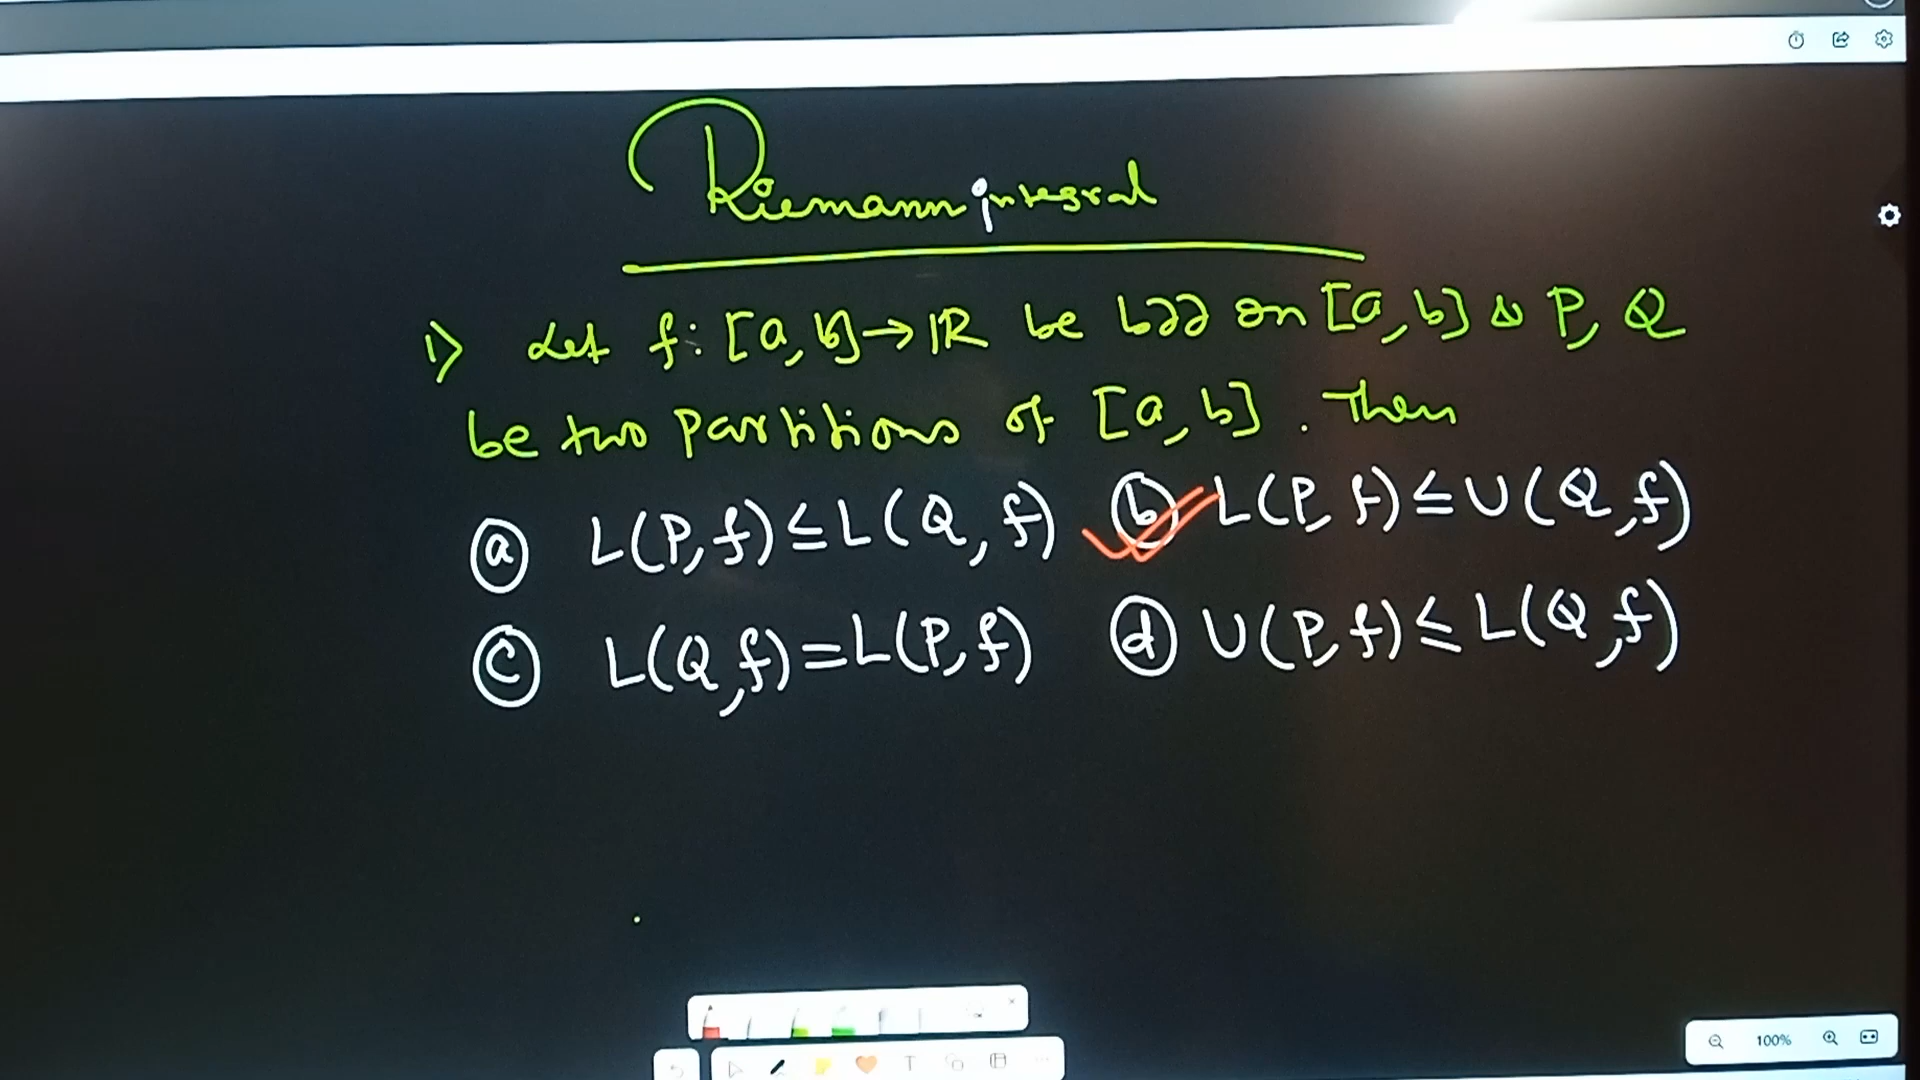 Riemann integral
1) Let f: [a, b] → ℝ be bdd on [a, b] & P, Q
be two partitions of [a, b]. Then
(a) L(P, f) ≤ L(Q, f) (b) L(P, f) ≤ U(Q, f)
(c) L(Q, f) = L(P, f) (d) U(P, f) ≤ L(Q, f)
T
100%